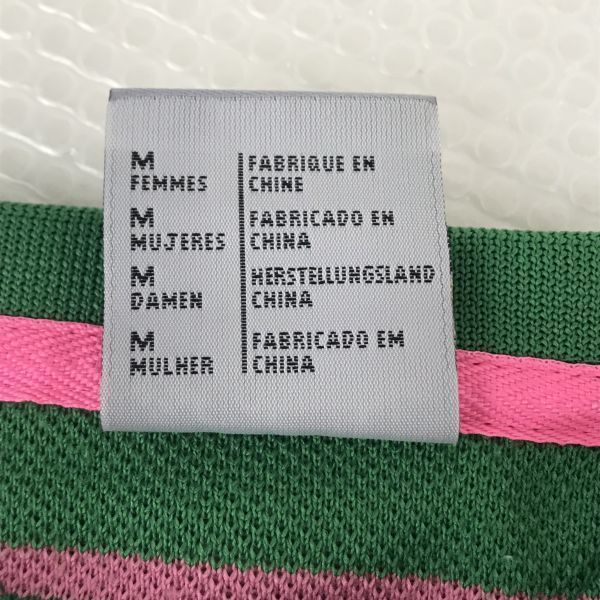 M
FEMMES
FABRIQUE EN
CHINE
M
MUJERES
FABRICADO EN
CHINA
M
DAMEN
HERSTELLUNGSLAND
CHINA
M
MULHER
FABRICADO EM
CHINA